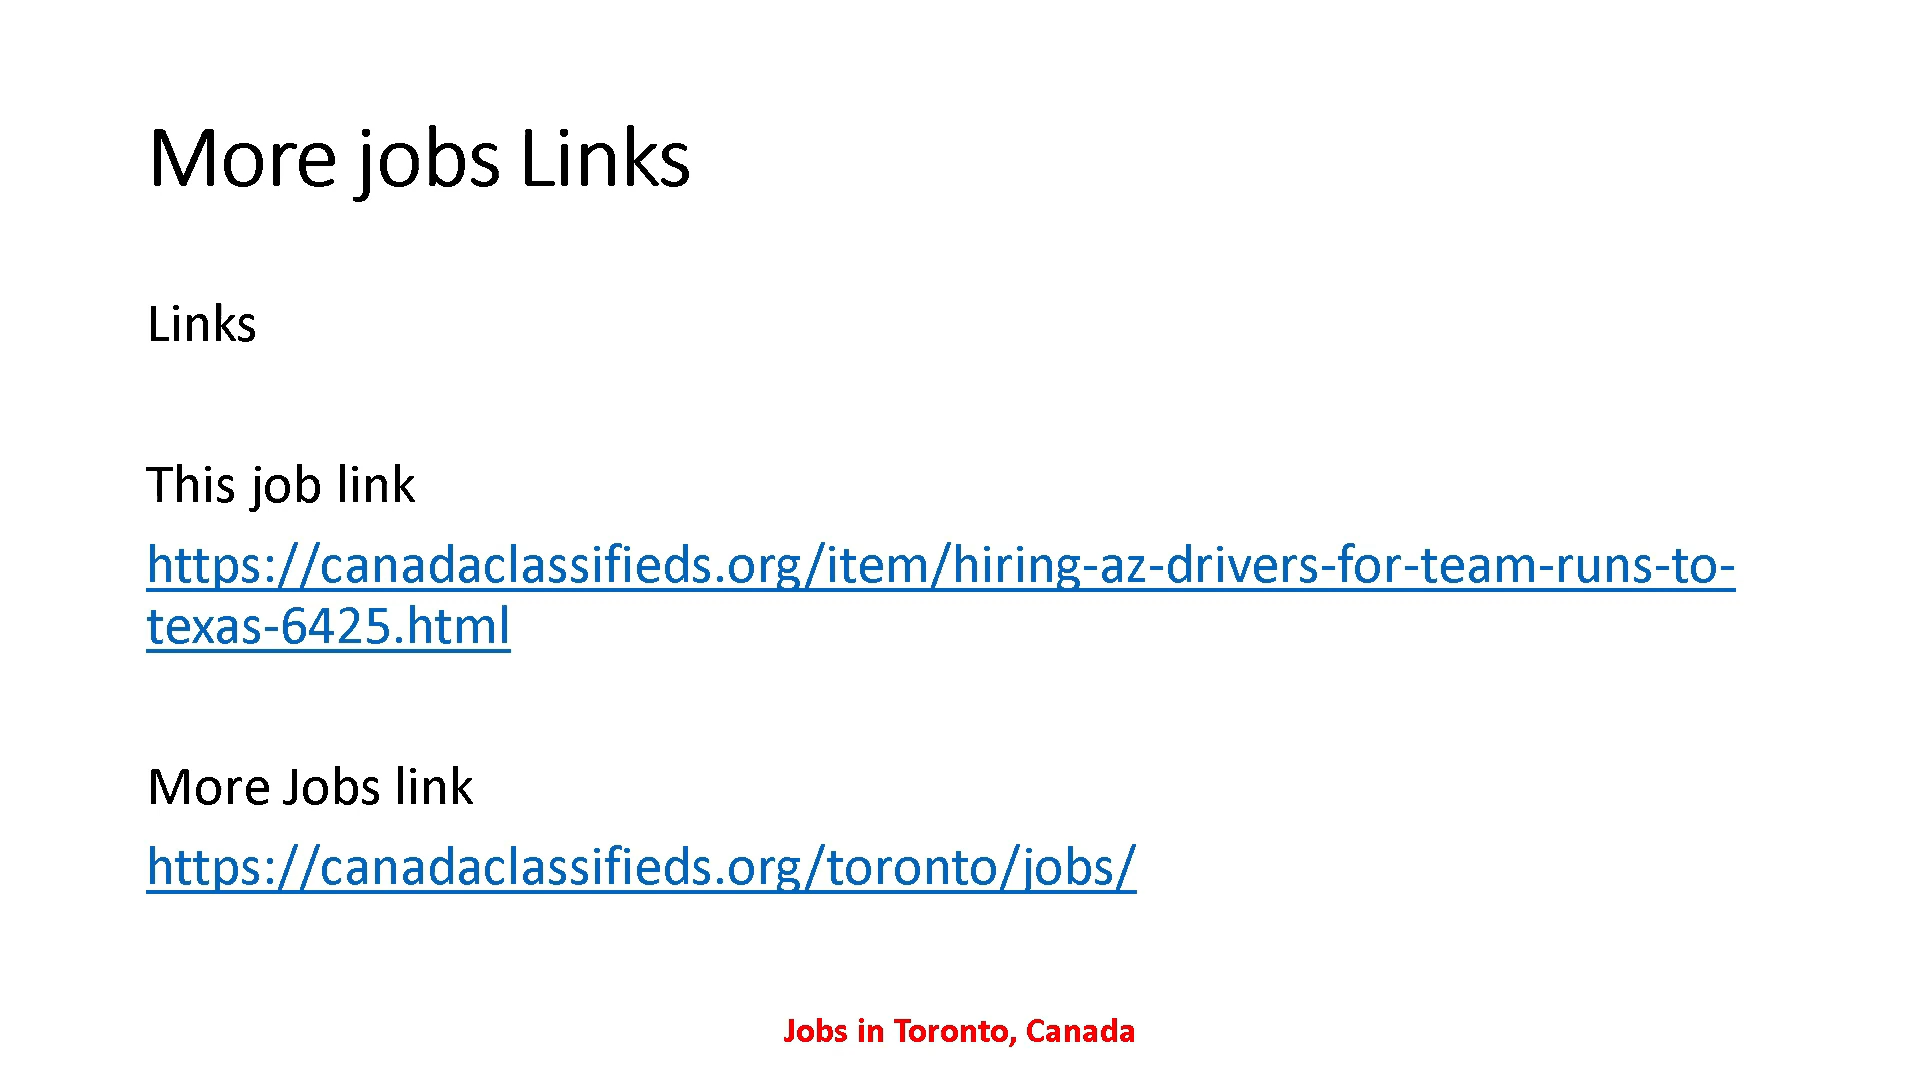 More jobs Links
Links
This job link
https://canadaclassifieds.org/item/hiring-az-drivers-for-team-runs-to-
texas-6425.html
More Jobs link
https://canadaclassifieds.org/toronto/jobs/
Jobs in Toronto, Canada